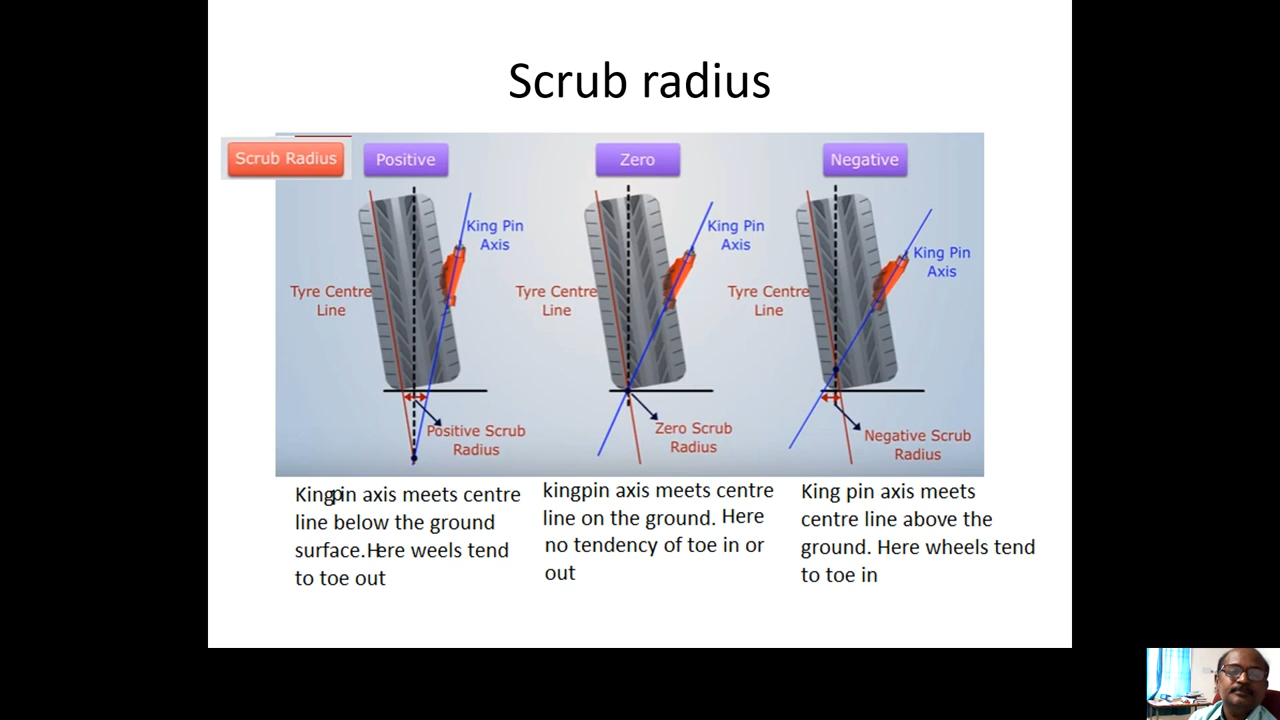 Scrub radius
Scrub Radius
Positive
Zero
Negative
King Pin
Axis
Tyre Centre
Line
Positive Scrub
Radius
King Pin
Axis
Tyre Centre
Line
Zero Scrub
Radius
King Pin
Axis
Tyre Centre
Line
Negative Scrub
Radius
Kingpin axis meets centre
line below the ground
surface.Here weels tend
to toe out
kingpin axis meets centre
line on the ground. Here
no tendency of toe in or
out
King pin axis meets
centre line above the
ground. Here wheels tend
to toe in